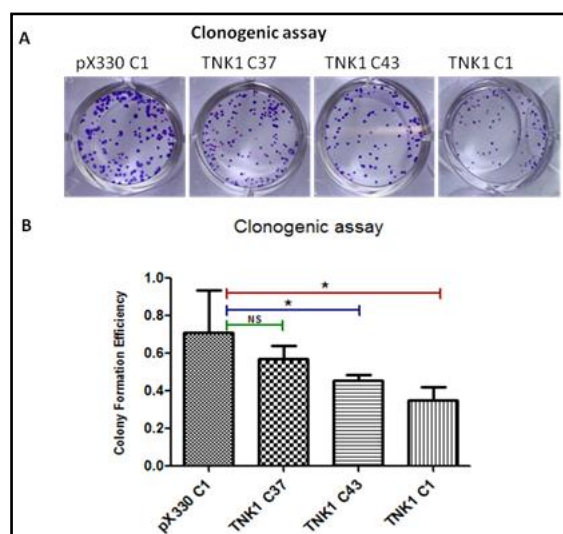 Clonogenic assay
A
pX330 C1 TNK1 C37 TNK1 C43 TNK1 C1
B
Clonogenic assay
*
*
NS
Colony Formation Efficiency
1.0
0.8
0.6
0.4
0.2
0.0
pX330 C1
TNK1 C37
TNK1 C43
TNK1 C1